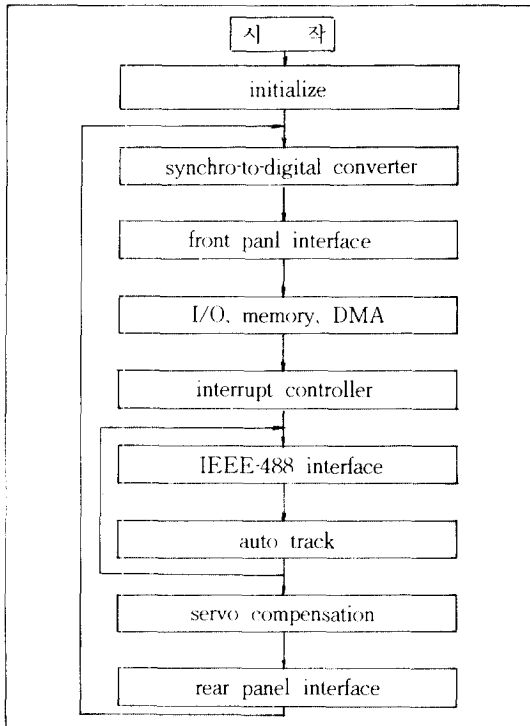 시 작
initialize
synchro-to-digital converter
front panl interface
I/O, memory, DMA
interrupt controller
IEEE-488 interface
auto track
servo compensation
rear panel interface